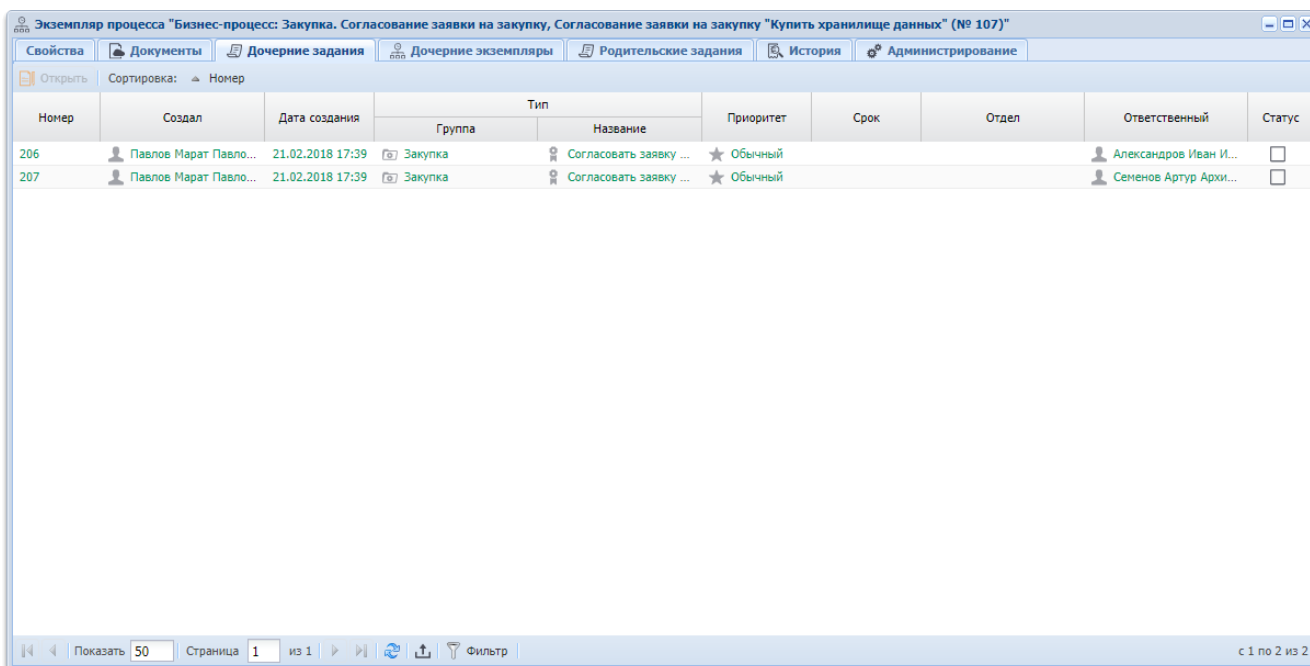 Экземпляр процесса "Бизнес-процесс: Закупка. Согласование заявки на закупку, Согласование заявки на закупку "Купить хранилище данных" (№ 107)"
Свойства Документы Дочерние задания Дочерние экземпляры Родительские задания История Администрирование
Открыть Сортировка: Номер
Номер Создал Дата создания Тип Приоритет Срок Отдел Ответственный Статус
Группа Название
206 Павлов Марат Павло... 21.02.2018 17:39 Закупка Согласовать заявку ... Обычный Александров Иван И...
207 Павлов Марат Павло... 21.02.2018 17:39 Закупка Согласовать заявку ... Обычный Семенов Артур Архи...
Показать 50 Страница 1 из 1 Фильтр с 1 по 2 из 2